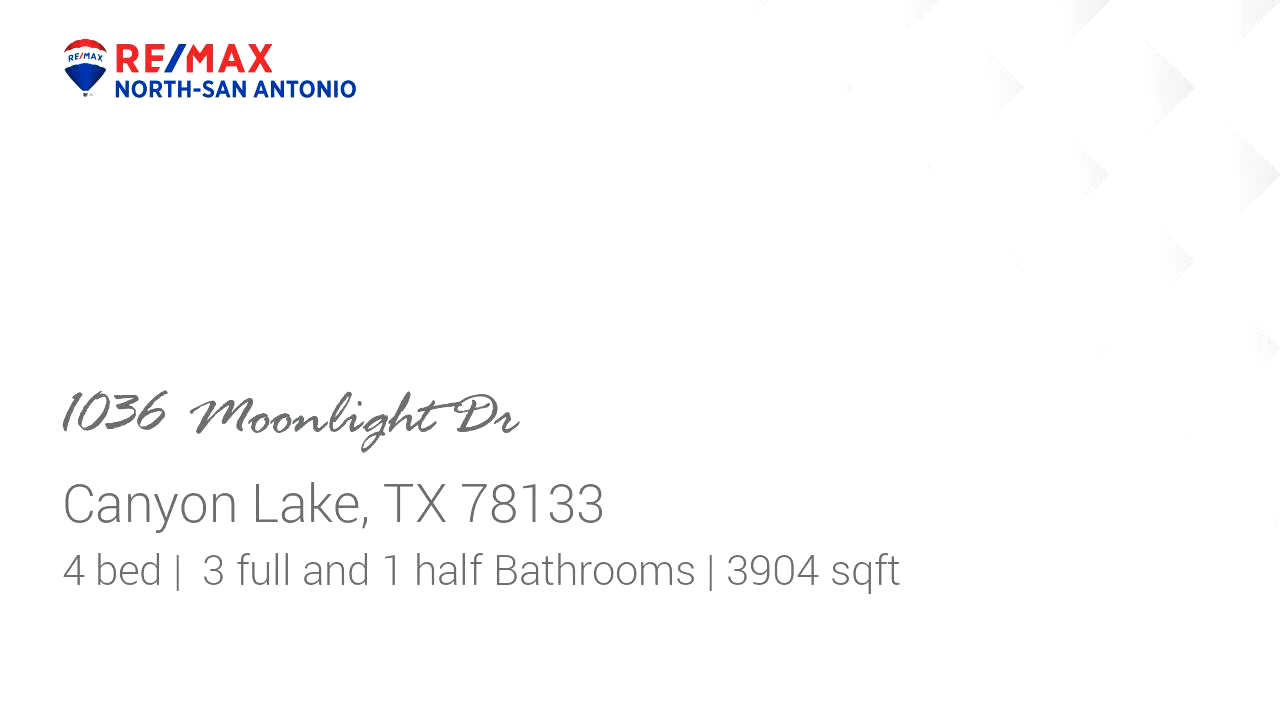 RE/MAX
RE/MAX
NORTH-SAN ANTONIO
1036 Moonlight Dr
Canyon Lake, TX 78133
4 bed | 3 full and 1 half Bathrooms | 3904 sqft